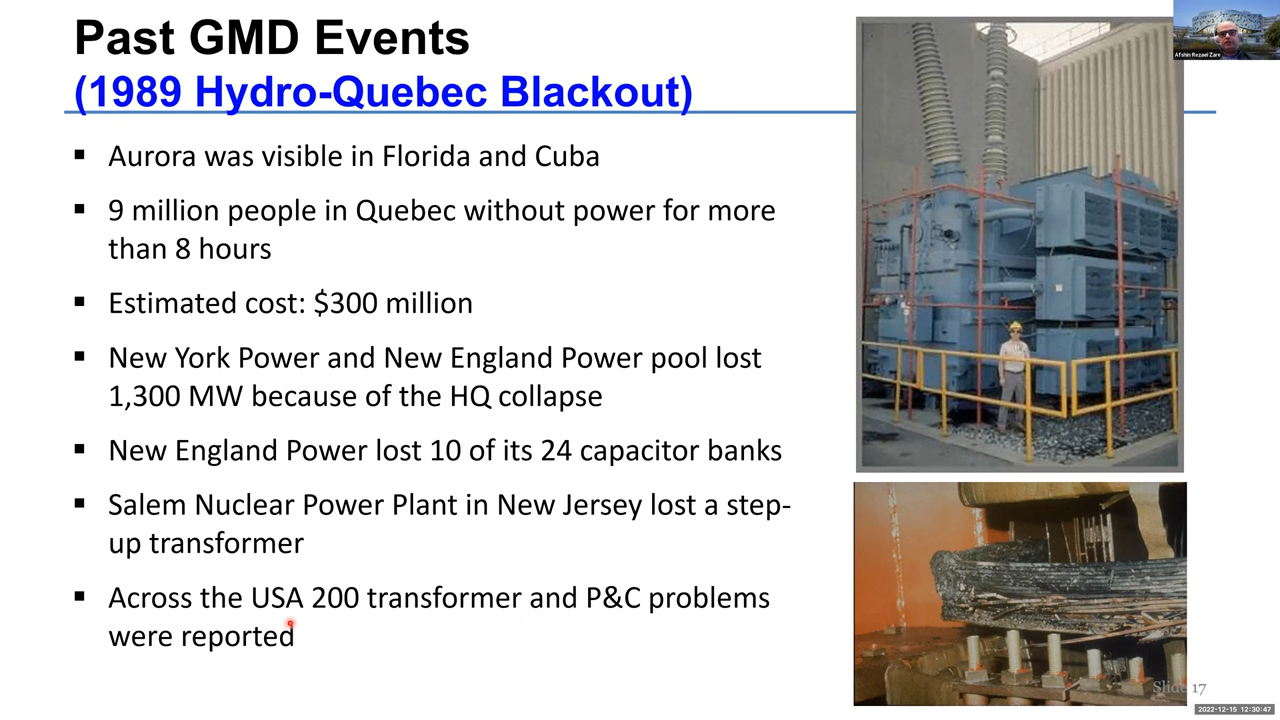 Past GMD Events
(1989 Hydro-Quebec Blackout)
▪ Aurora was visible in Florida and Cuba
▪ 9 million people in Quebec without power for more
than 8 hours
▪ Estimated cost: $300 million
▪ New York Power and New England Power pool lost
1,300 MW because of the HQ collapse
▪ New England Power lost 10 of its 24 capacitor banks
▪ Salem Nuclear Power Plant in New Jersey lost a step-
up transformer
▪ Across the USA 200 transformer and P&C problems
were reported
Afshin Rezaei Zare
Slide 17
2022-12-15 12:30:47